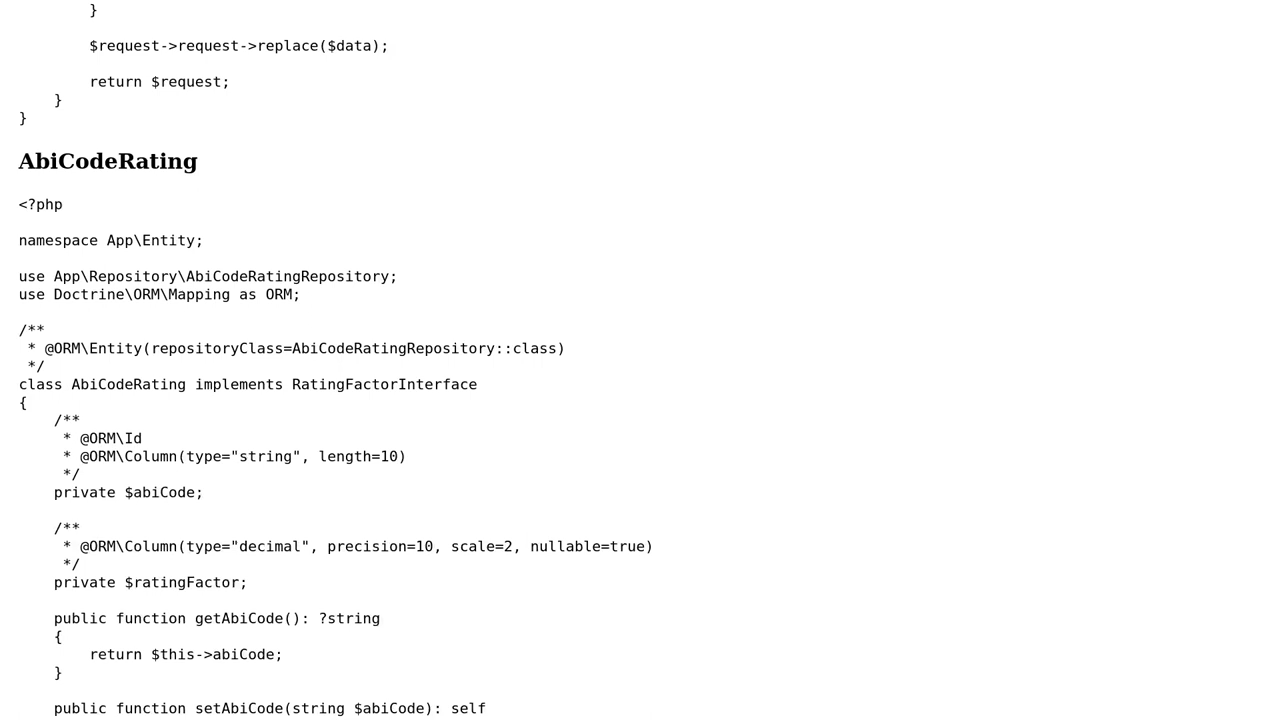 }

        $request->request->replace($data);

        return $request;
    }
}

AbiCodeRating

<?php

namespace App\Entity;

use App\Repository\AbiCodeRatingRepository;
use Doctrine\ORM\Mapping as ORM;

/**
 * @ORM\Entity(repositoryClass=AbiCodeRatingRepository::class)
 */
class AbiCodeRating implements RatingFactorInterface
{
    /**
     * @ORM\Id
     * @ORM\Column(type="string", length=10)
     */
    private $abiCode;

    /**
     * @ORM\Column(type="decimal", precision=10, scale=2, nullable=true)
     */
    private $ratingFactor;

    public function getAbiCode(): ?string
    {
        return $this->abiCode;
    }

    public function setAbiCode(string $abiCode): self